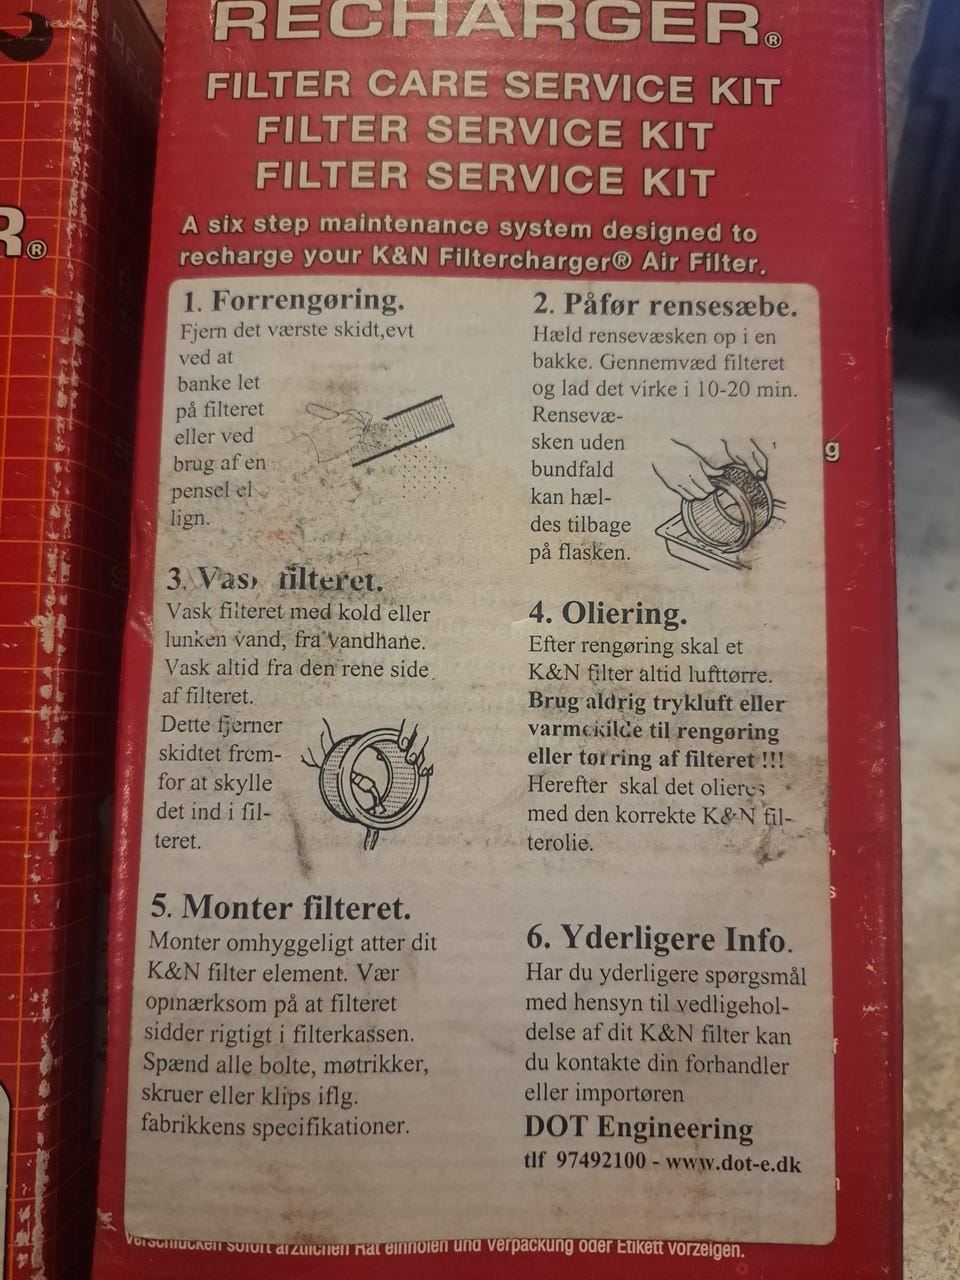 RECHARGER®
FILTER CARE SERVICE KIT
FILTER SERVICE KIT
FILTER SERVICE KIT
A six step maintenance system designed to
recharge your K&N Filtercharger® Air Filter.
1. Forrengøring.
Fjern det værste skidt,evt
ved at
banke let
på filteret
eller ved
brug af en
pensel el
lign.
2. Påfør rensesæbe.
Hæld rensevæsken op i en
bakke. Gennemvæd filteret
og lad det virke i 10-20 min.
Rensevæ-
sken uden
bundfald
kan hæl-
des tilbage
på flasken.
3. Vask filteret.
Vask filteret med kold eller
lunken vand, fra vandhane.
Vask altid fra den rene side
af filteret.
Dette fjerner
skidtet frem-
for at skylle
det ind i fil-
teret.
4. Oliering.
Efter rengøring skal et
K&N filter altid lufttørre.
Brug aldrig trykluft eller
varmekilde til rengøring
eller tørring af filteret !!!
Herefter skal det olieres
med den korrekte K&N fil-
terolie.
5. Monter filteret.
Monter omhyggeligt atter dit
K&N filter element. Vær
opmærksom på at filteret
sidder rigtigt i filterkassen.
Spænd alle bolte, møtrikker,
skruer eller klips iflg.
fabrikkens specifikationer.
6. Yderligere Info.
Har du yderligere spørgsmål
med hensyn til vedligehol-
delse af dit K&N filter kan
du kontakte din forhandler
eller importøren
DOT Engineering
tlf 97492100 - www.dot-e.dk
Verschlucken sofort ärztlichen Rat einholen und Verpackung oder Etikett vorzeigen.
R®
g
s